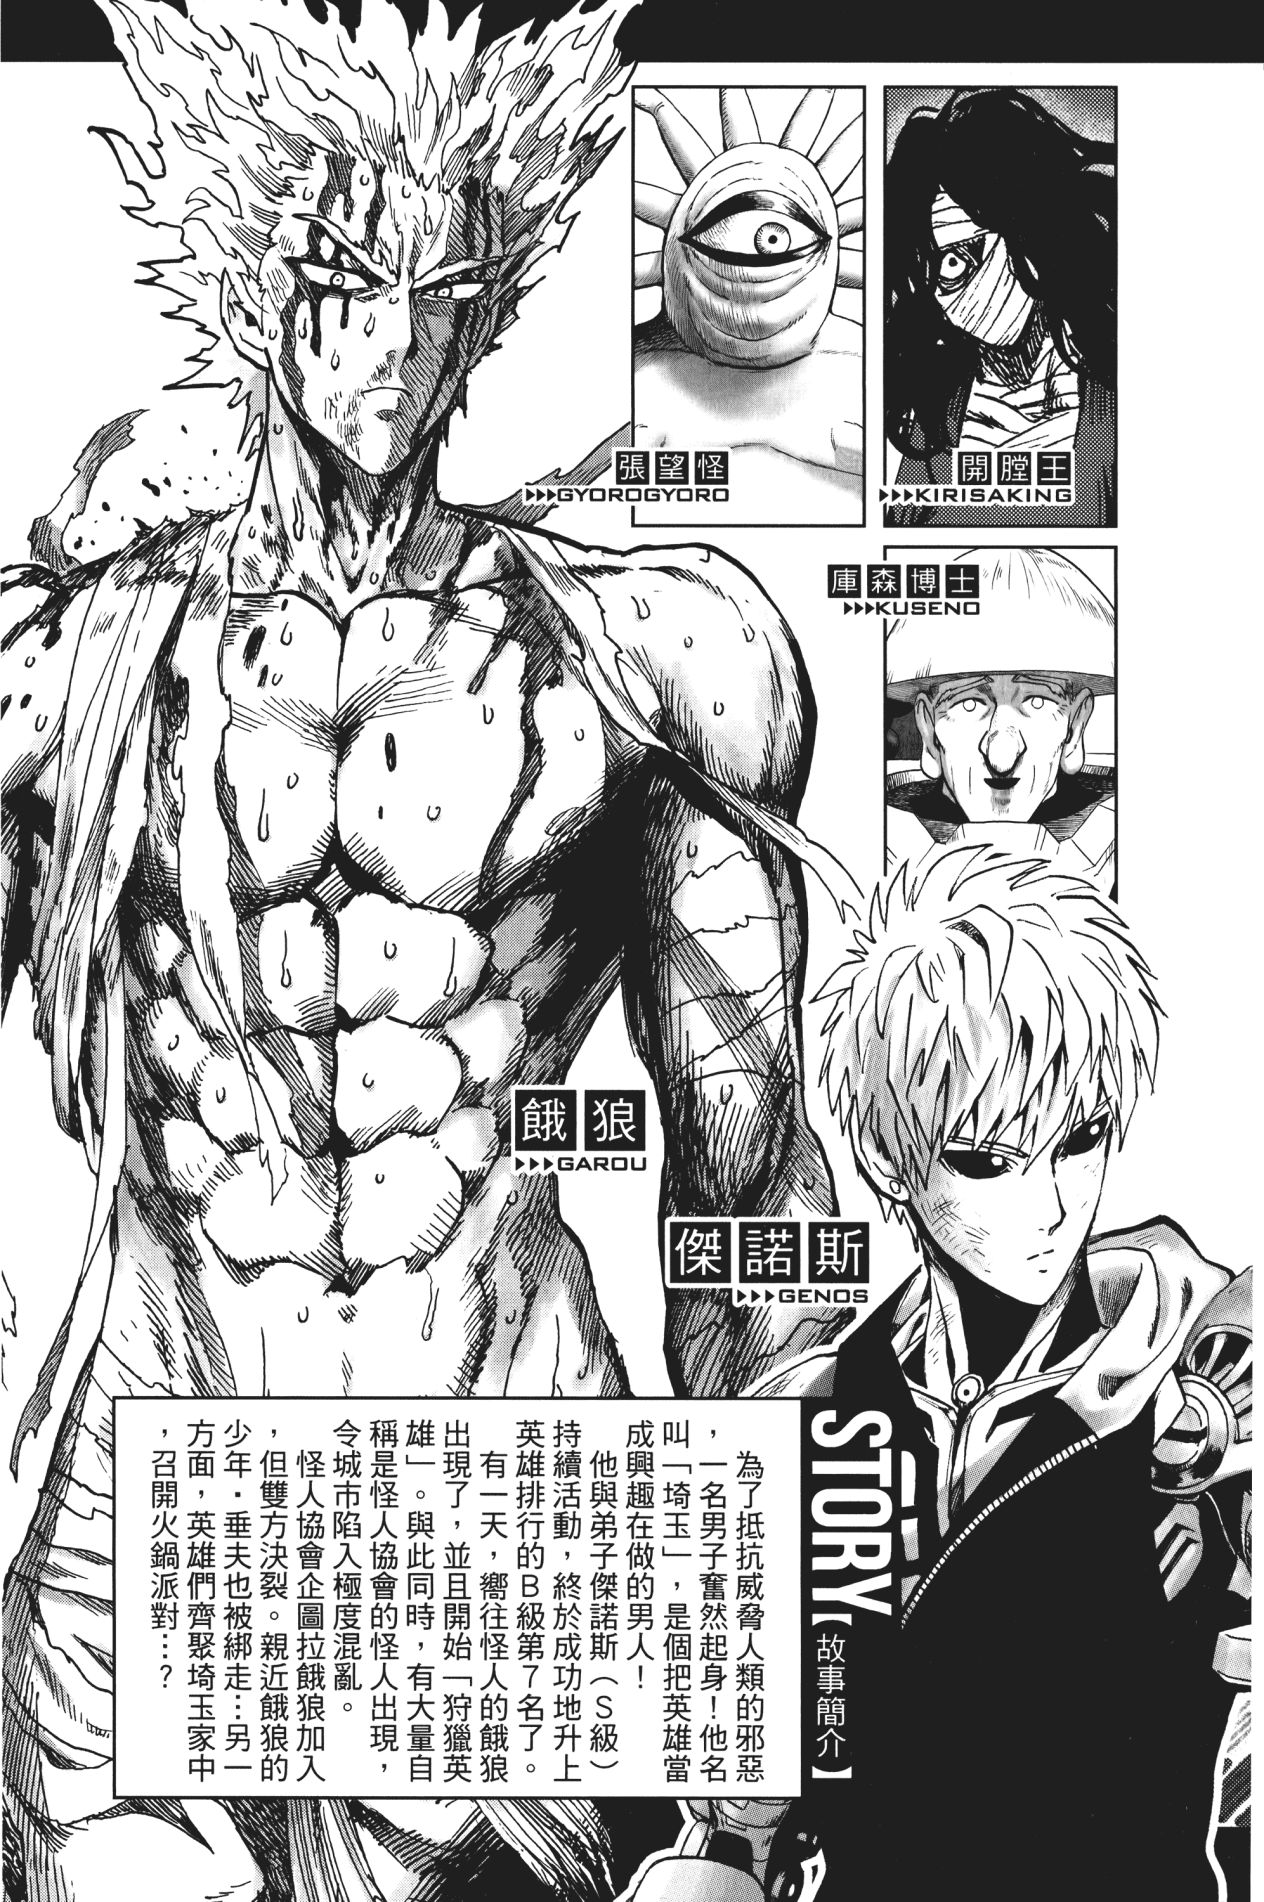 開膛王
KIRISAKING
張望怪
GYOROGYORO
庫森博士
KUSENO
餓狼
GAROU
傑諾斯
GENOS
STORY【故事簡介】
為了抵抗威脅人類的邪惡
，一名男子奮然起身！他名
叫「埼玉」，是個把英雄當
成興趣在做的男人！
他與弟子傑諾斯（S級）
持續活動，終於成功地升上
英雄排行的B級第7名了。
有一天，嚮往怪人的餓狼
出現了，並且開始「狩獵英
雄」。與此同時，有大量自
稱是怪人協會的怪人出現，
令城市陷入極度混亂。
怪人協會企圖拉餓狼加入
，但雙方決裂。親近餓狼的
少年·垂夫也被綁走…另一
方面，英雄們齊聚埼玉家中
，召開火鍋派對…？